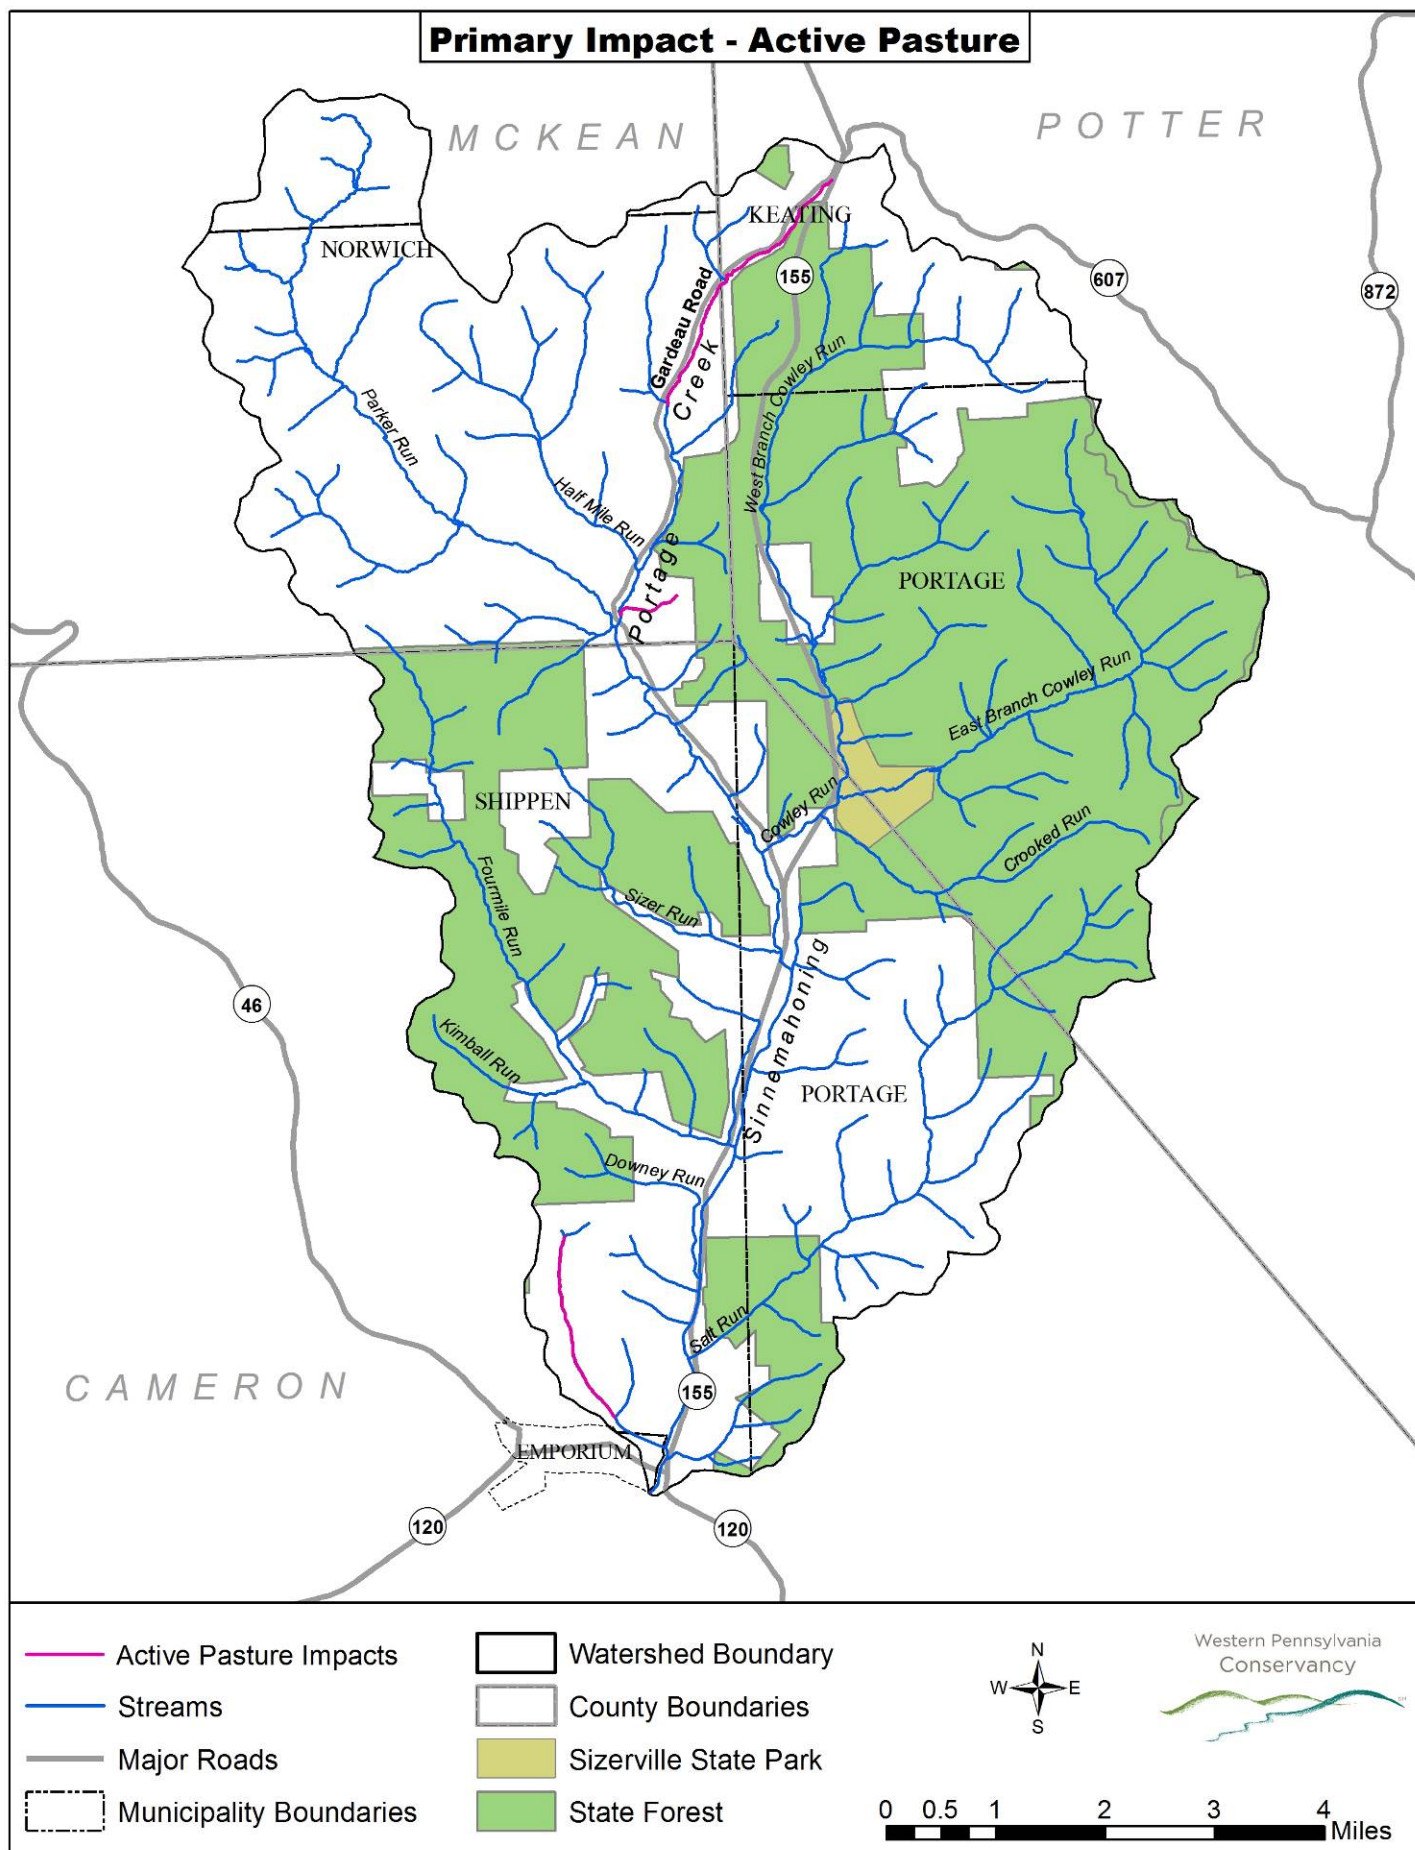 Primary Impact - Active Pasture
MCKEAN
POTTER
KEATING
NORWICH
155
607
872
Gardeau Road
Creek
West Branch Cowley Run
Parker Run
Half Mile Run
Portage
PORTAGE
East Branch Cowley Run
SHIPPEN
Cowley Run
Crooked Run
Fourmile Run
Sizer Run
Sinnemahoning
46
Kimball Run
PORTAGE
Downey Run
Salt Run
CAMERON
155
EMPORIUM
120
120
Active Pasture Impacts
Streams
Major Roads
Municipality Boundaries
Watershed Boundary
County Boundaries
Sizerville State Park
State Forest
N
W E
S
Western Pennsylvania
Conservancy
0 0.5 1 2 3 4
Miles